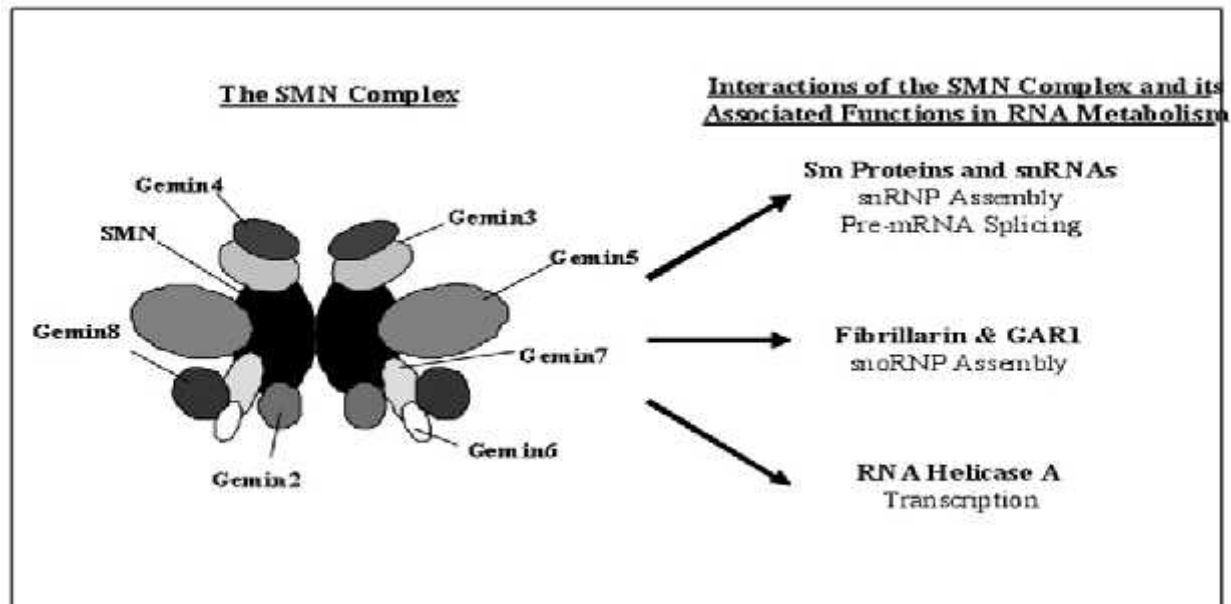 The SMN Complex
Gemin4
SMN
Gemin3
Gemin5
Gemin8
Gemin7
Gemin6
Gemin2
Interactions of the SMN Complex and its
Associated Functions in RNA Metabolism
Sm Proteins and snRNAs
snRNP Assembly
Pre-mRNA Splicing
Fibrillarin & GAR1
snoRNP Assembly
RNA Helicase A
Transcription